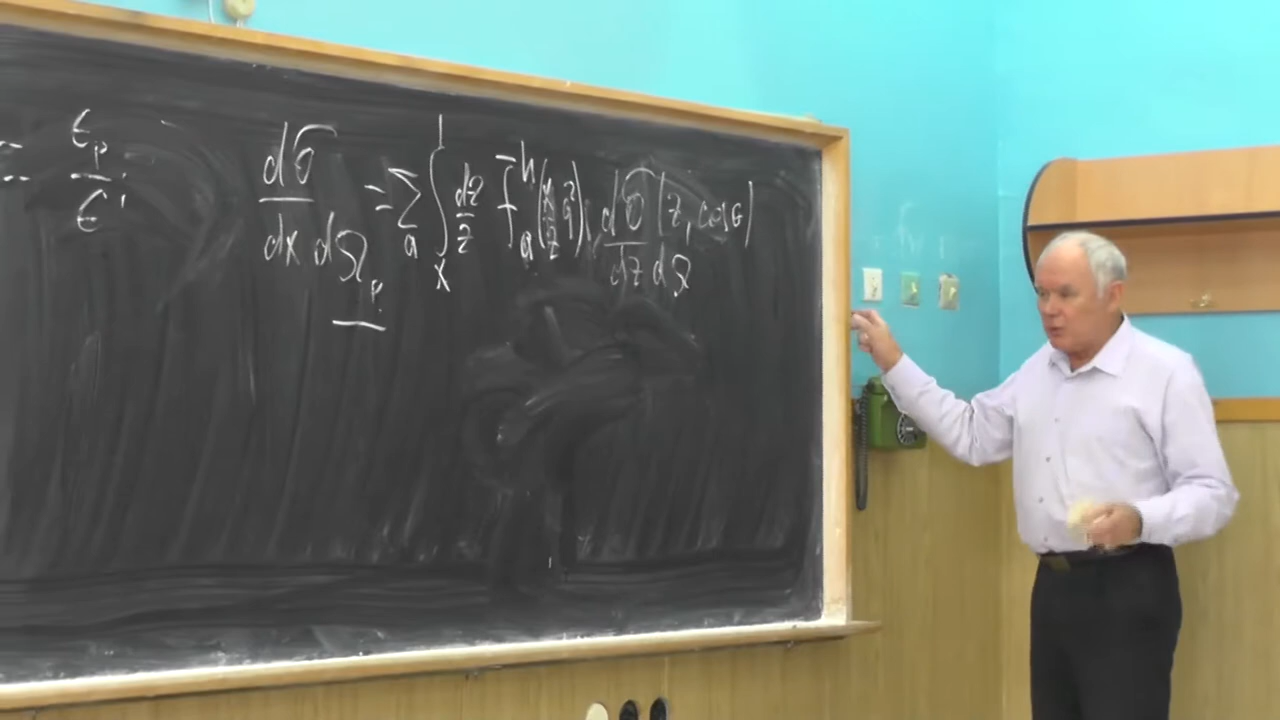 = ε_p / ε
dσ / dx dΩ_p = Σ_a ∫_x^1 dz/z F_a^h (x/z, q²) dσ / dz dΩ (z, cosθ)